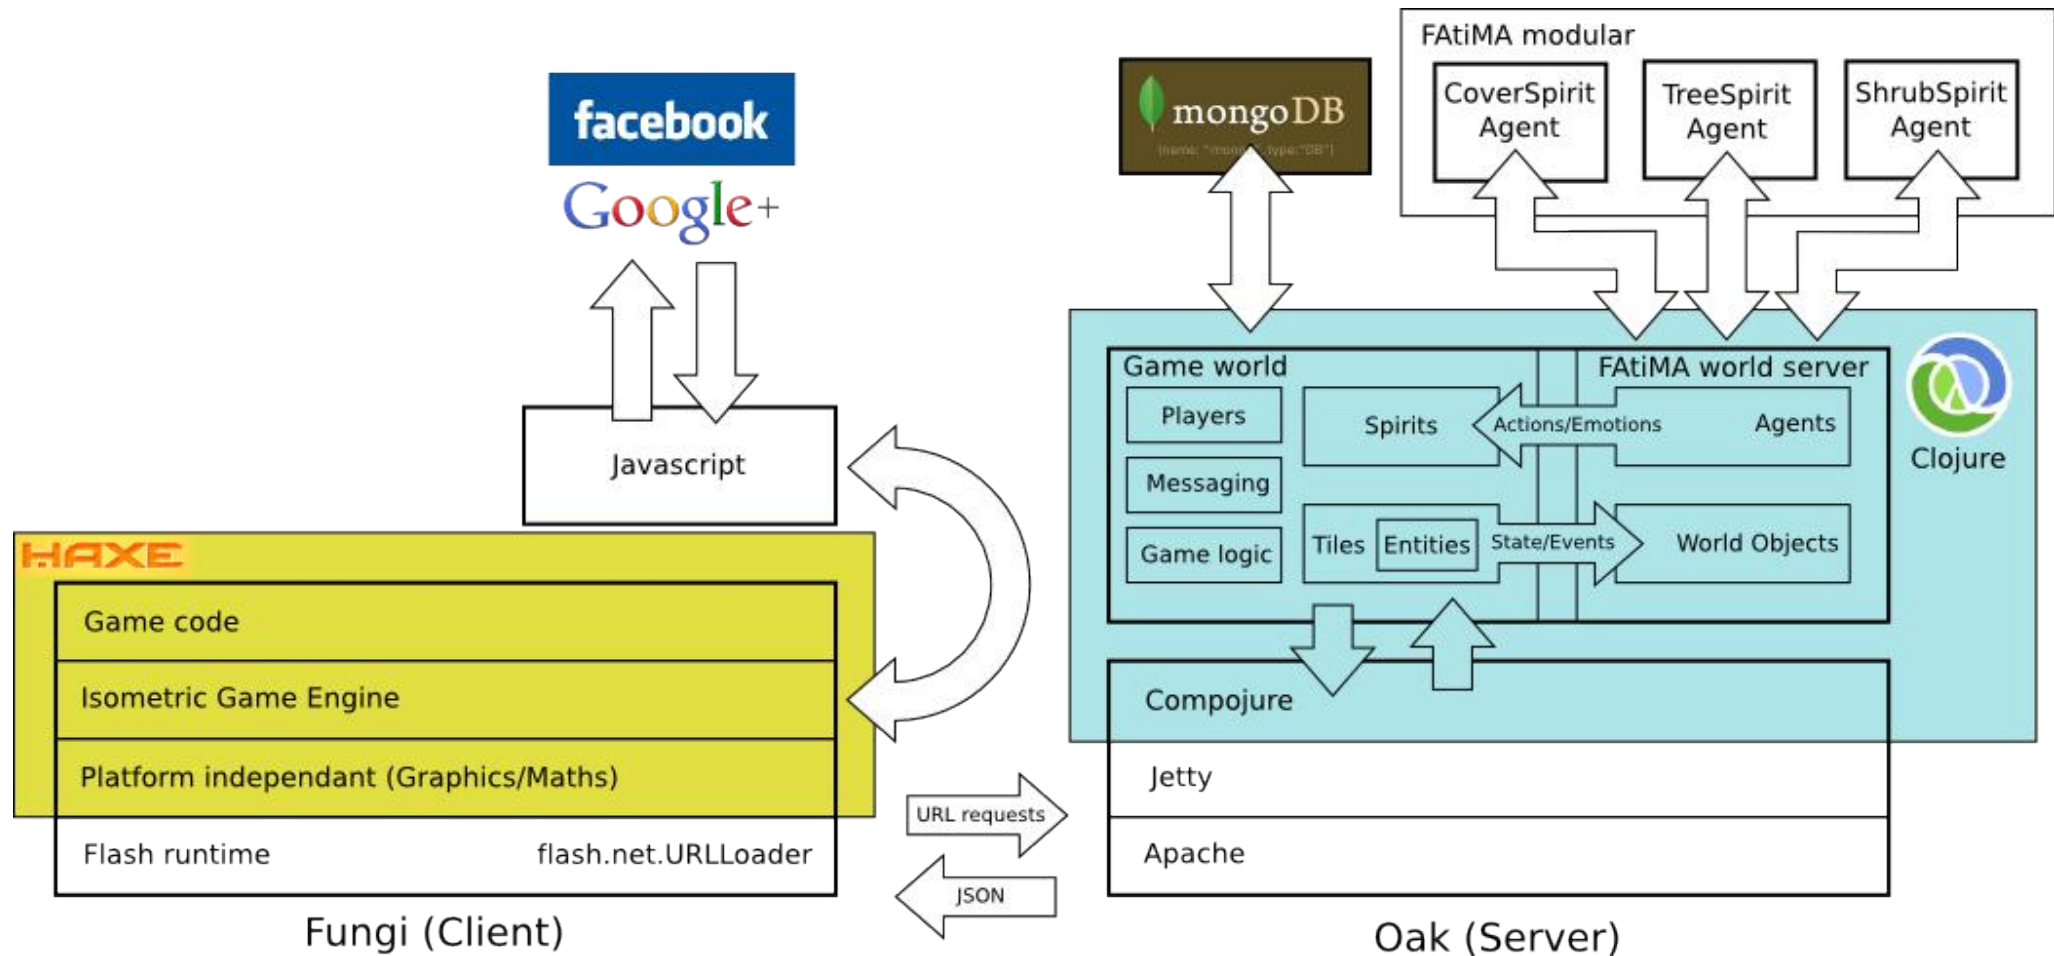 facebook
Google+
Javascript
HAXE
Game code
Isometric Game Engine
Platform independant (Graphics/Maths)
Flash runtime
flash.net.URLLoader
Fungi (Client)
URL requests
JSON
mongoDB
FAtiMA modular
CoverSpirit
Agent
TreeSpirit
Agent
ShrubSpirit
Agent
Game world
Players
Messaging
Game logic
Spirits
Tiles
Entities
Actions/Emotions
State/Events
FAtiMA world server
Agents
World Objects
Clojure
Compojure
Jetty
Apache
Oak (Server)